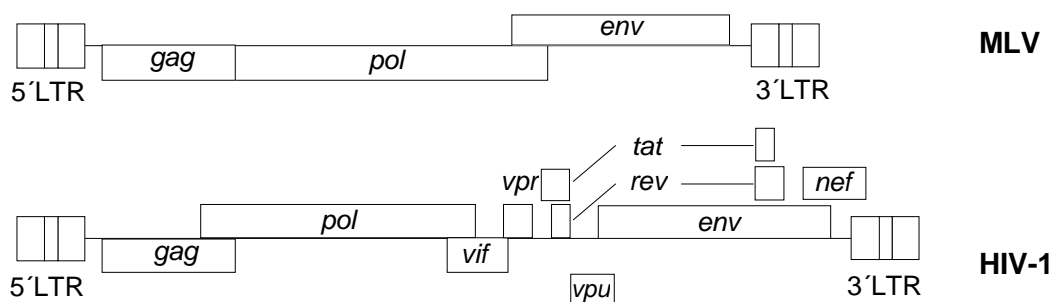 env
MLV
gag pol
5´LTR 3´LTR
tat
vpr rev nef
pol env
gag vif
HIV-1
5´LTR 3´LTR
vpu